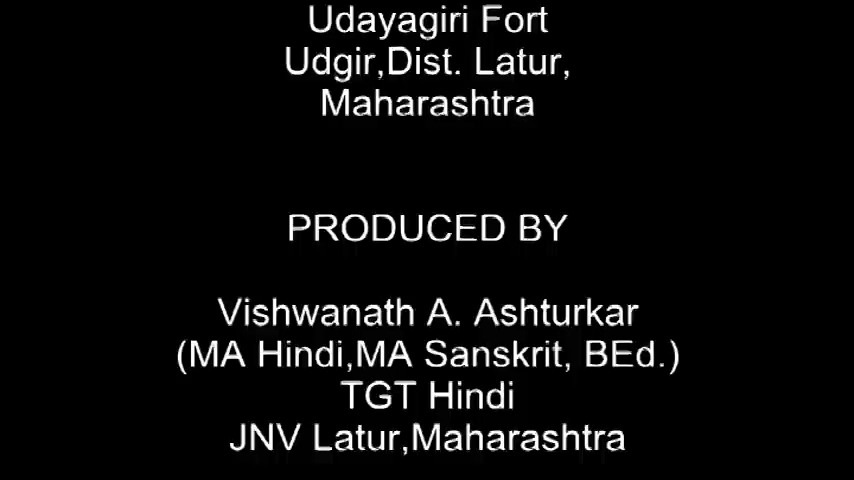 Udayagiri Fort
Udgir,Dist. Latur,
Maharashtra
PRODUCED BY
Vishwanath A. Ashturkar
(MA Hindi,MA Sanskrit, BEd.)
TGT Hindi
JNV Latur,Maharashtra